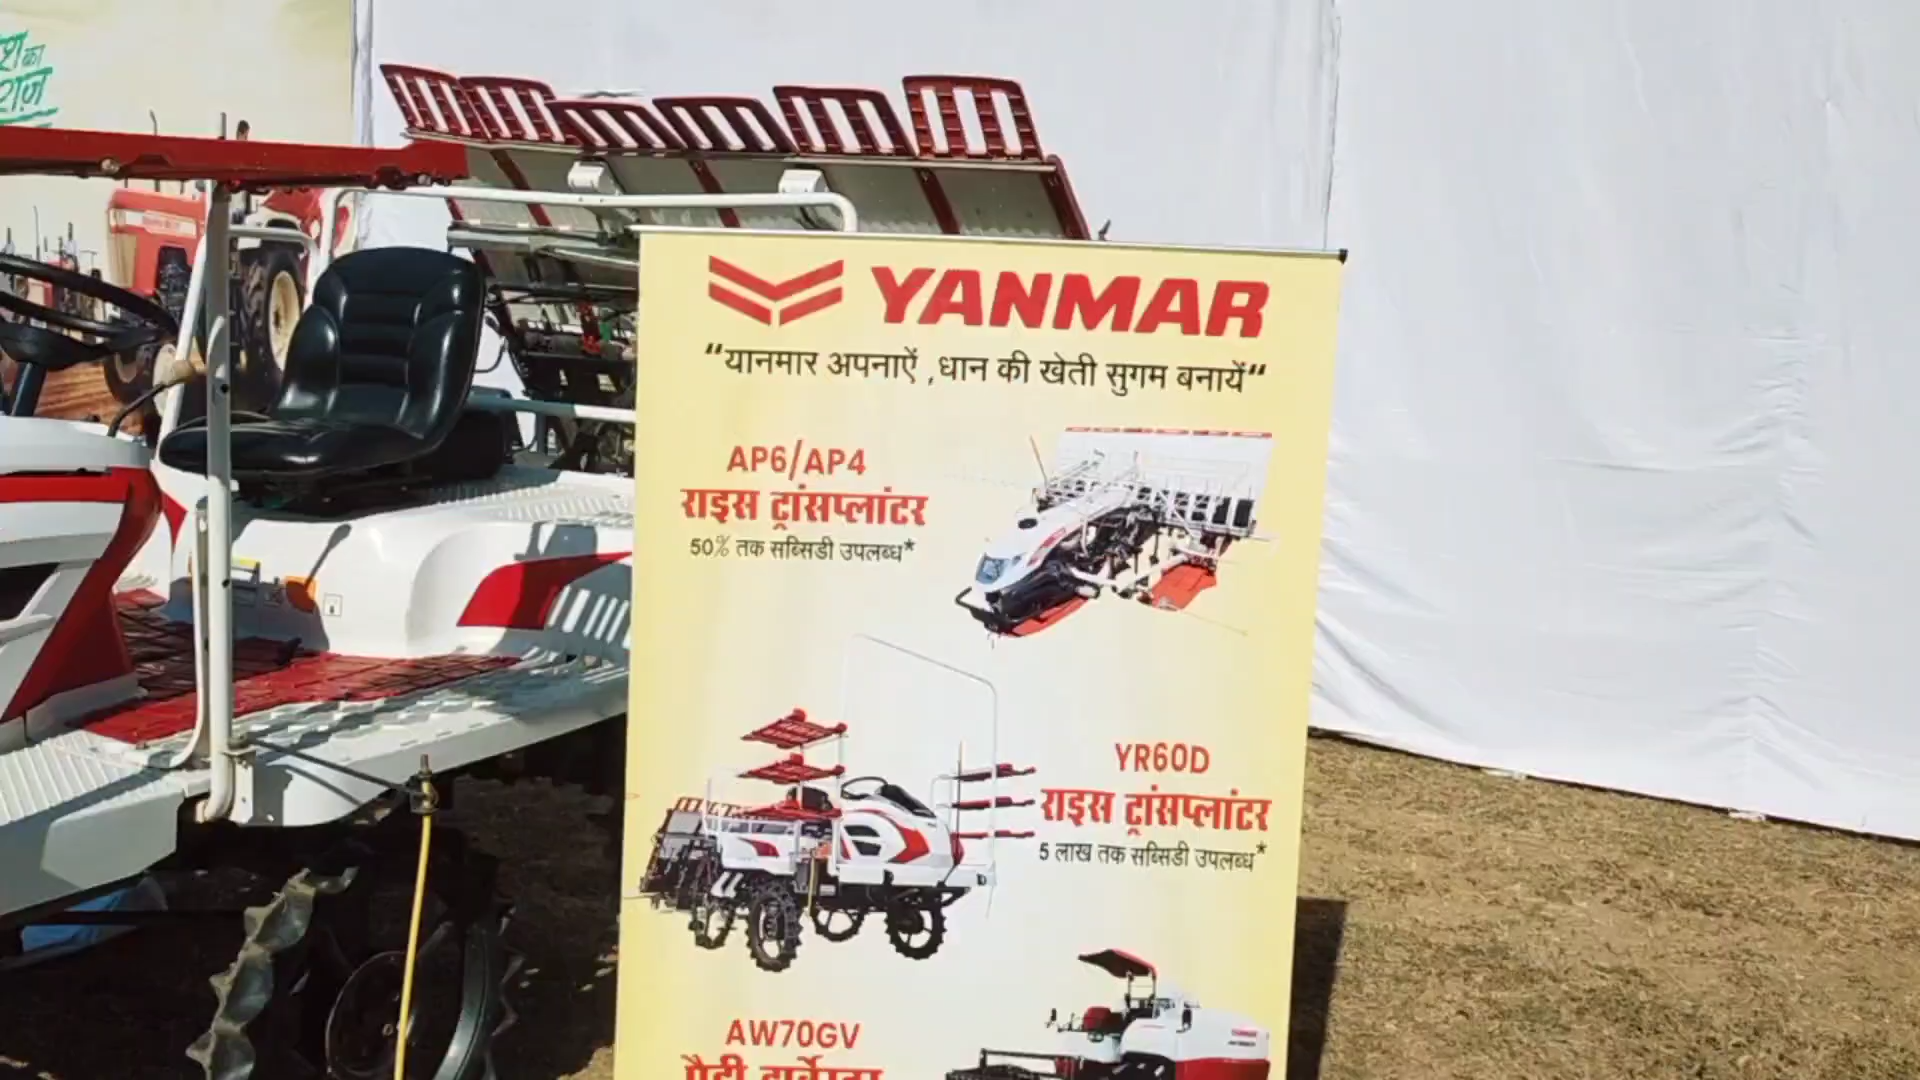 श का
राज़
YANMAR
“यानमार अपनाऐं ,धान की खेती सुगम बनायें“
AP6/AP4
राइस ट्रांसप्लांटर
50% तक सब्सिडी उपलब्ध*
YR60D
राइस ट्रांसप्लांटर
5 लाख तक सब्सिडी उपलब्ध*
AW70GV
पैडी हार्वेस्टर